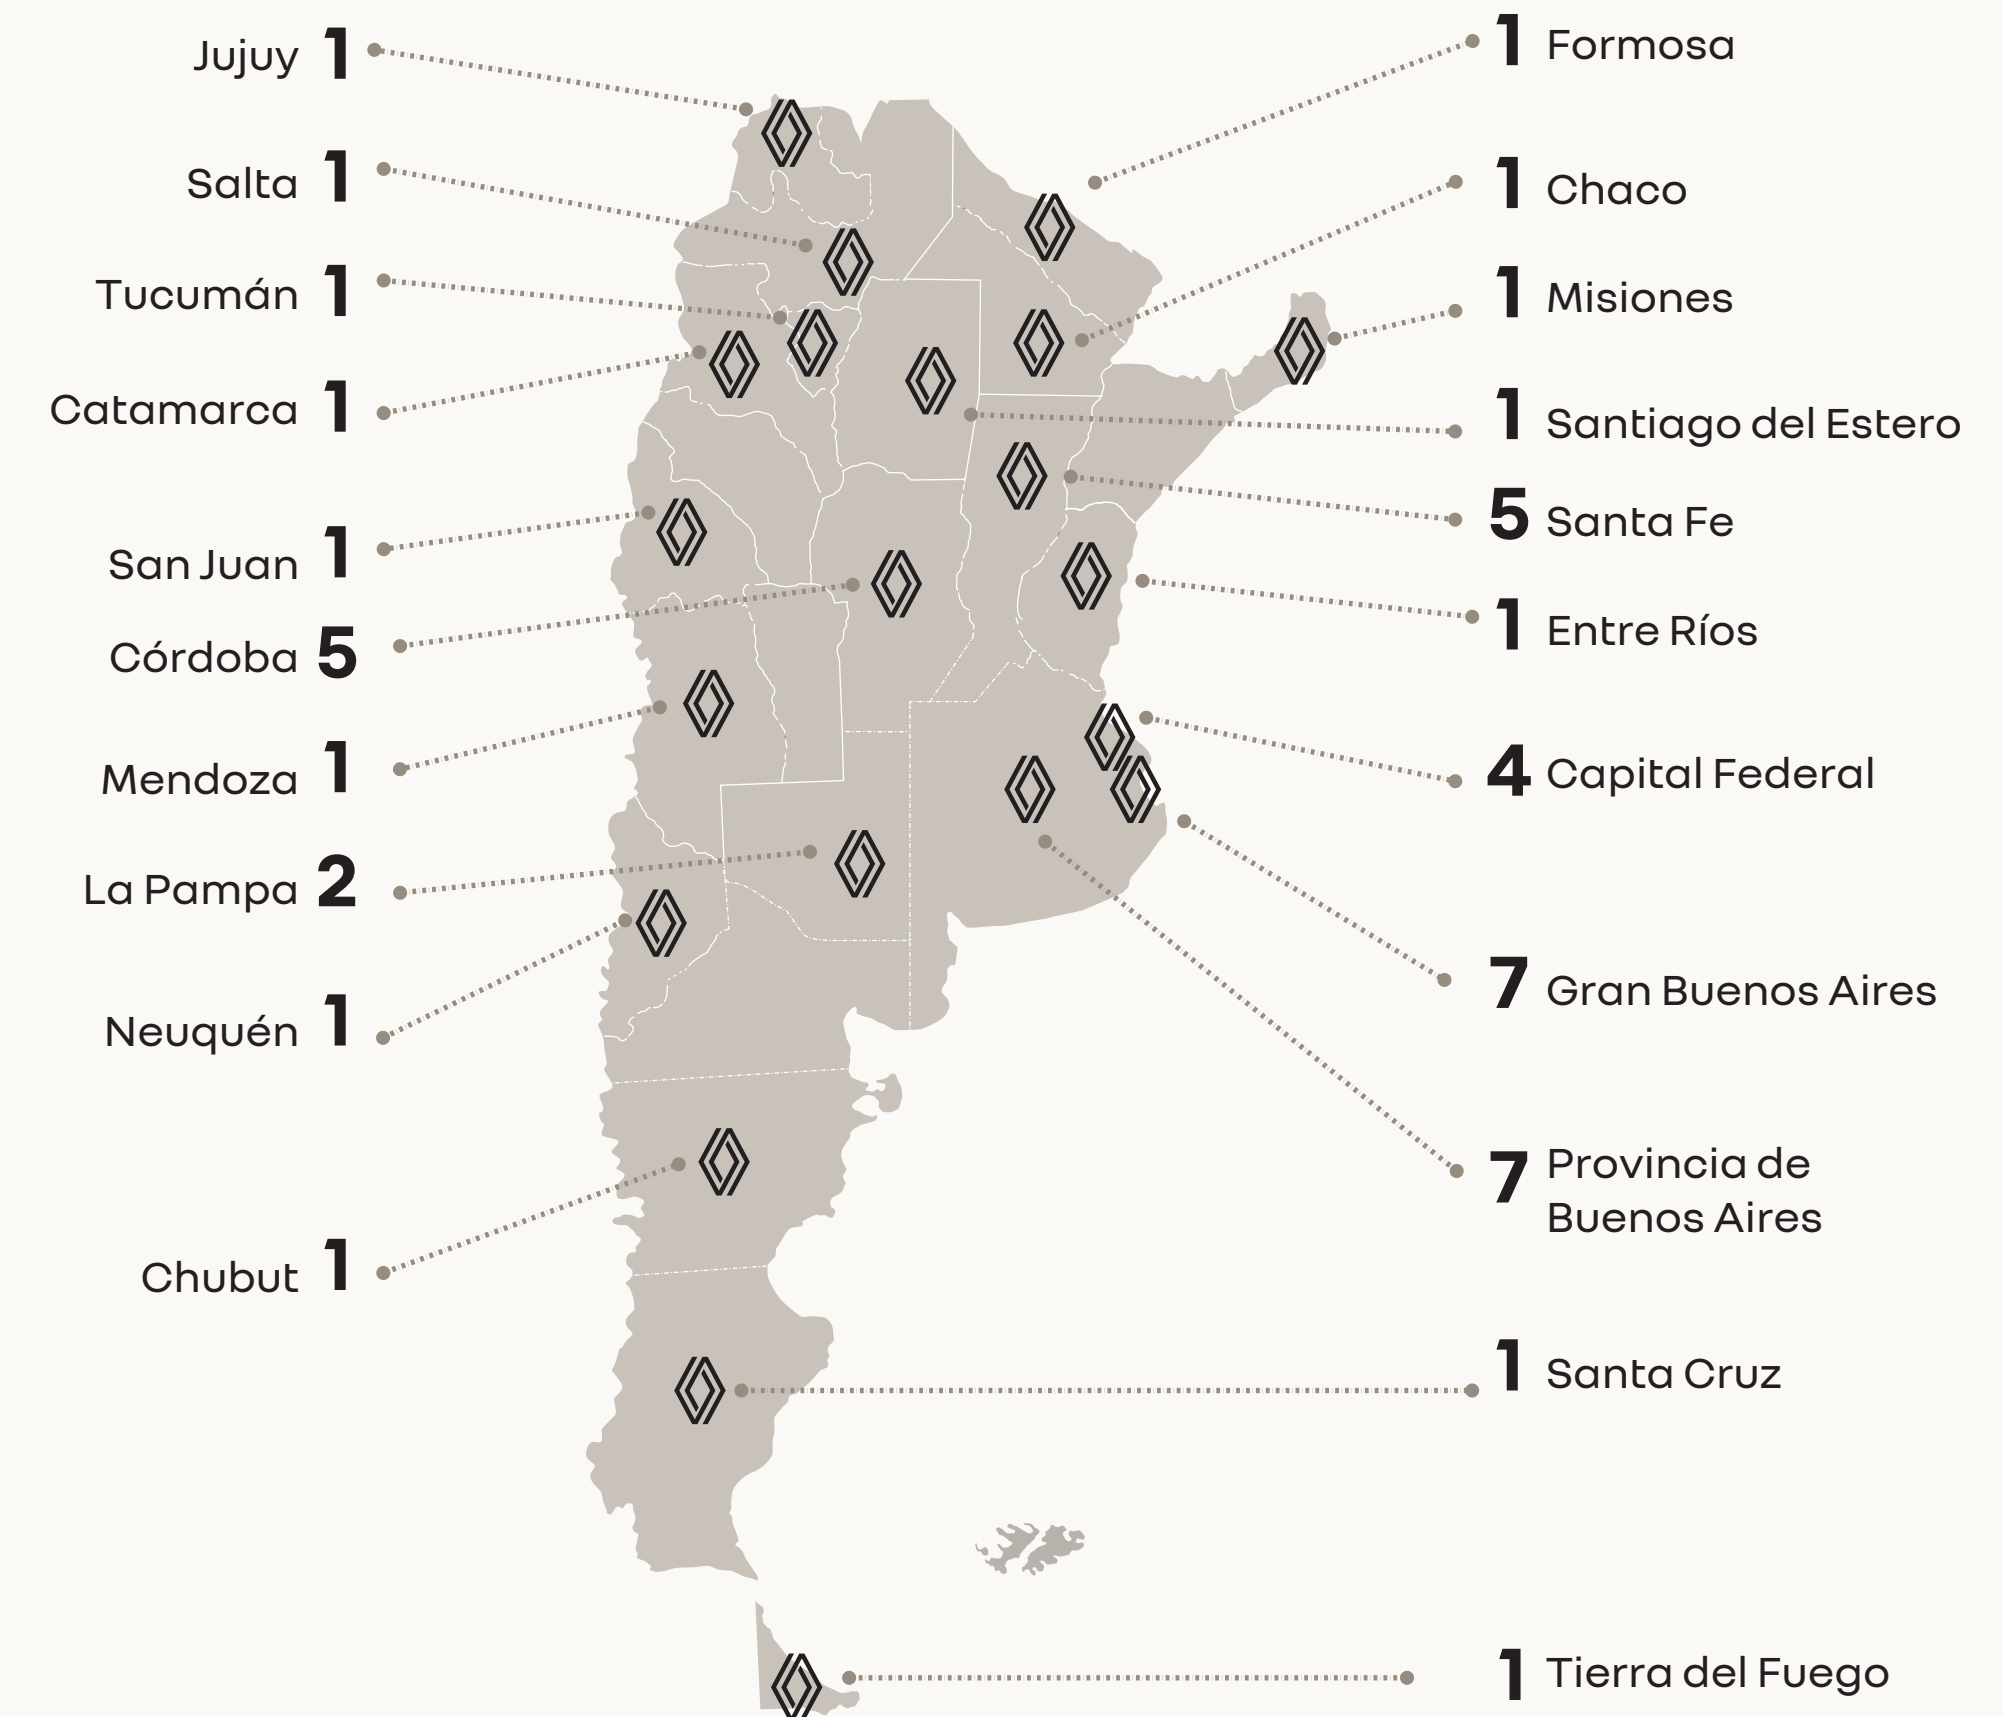 Jujuy 1
Salta 1
Tucumán 1
Catamarca 1
San Juan 1
Córdoba 5
Mendoza 1
La Pampa 2
Neuquén 1
Chubut 1
1 Formosa
1 Chaco
1 Misiones
1 Santiago del Estero
5 Santa Fe
1 Entre Ríos
4 Capital Federal
7 Gran Buenos Aires
7 Provincia de
Buenos Aires
1 Santa Cruz
1 Tierra del Fuego